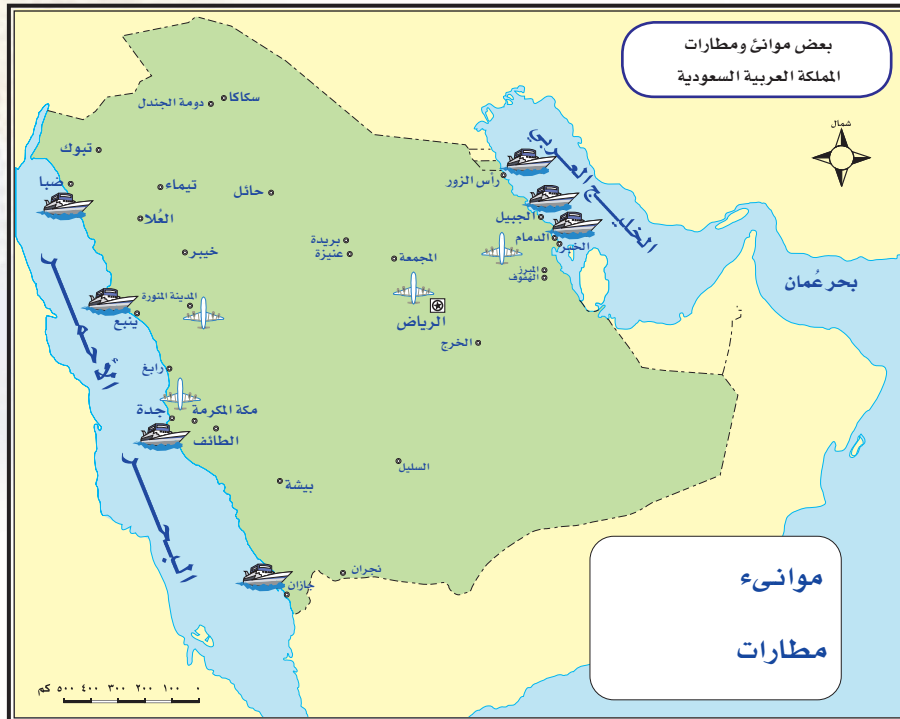 بعض موانئ ومطارات
المملكة العربية السعودية
شمال
سكاكا
دومة الجندل
تبوك
ضبا
تيماء
حائل
العُلا
خيبر
بريدة
عنيزة
المجمعة
رأس الزور
الجبيل
الدمام
الخبر
المبرز
الهفوف
الخليج العربي
بحر عُمان
المدينة المنورة
ينبع
الرياض
الخرج
رابغ
جدة
مكة المكرمة
الطائف
السليل
بيشة
نجران
جازان
البحر الأحمر
موانىء
مطارات
٠ ١٠٠ ٢٠٠ ٣٠٠ ٤٠٠ ٥٠٠ كم